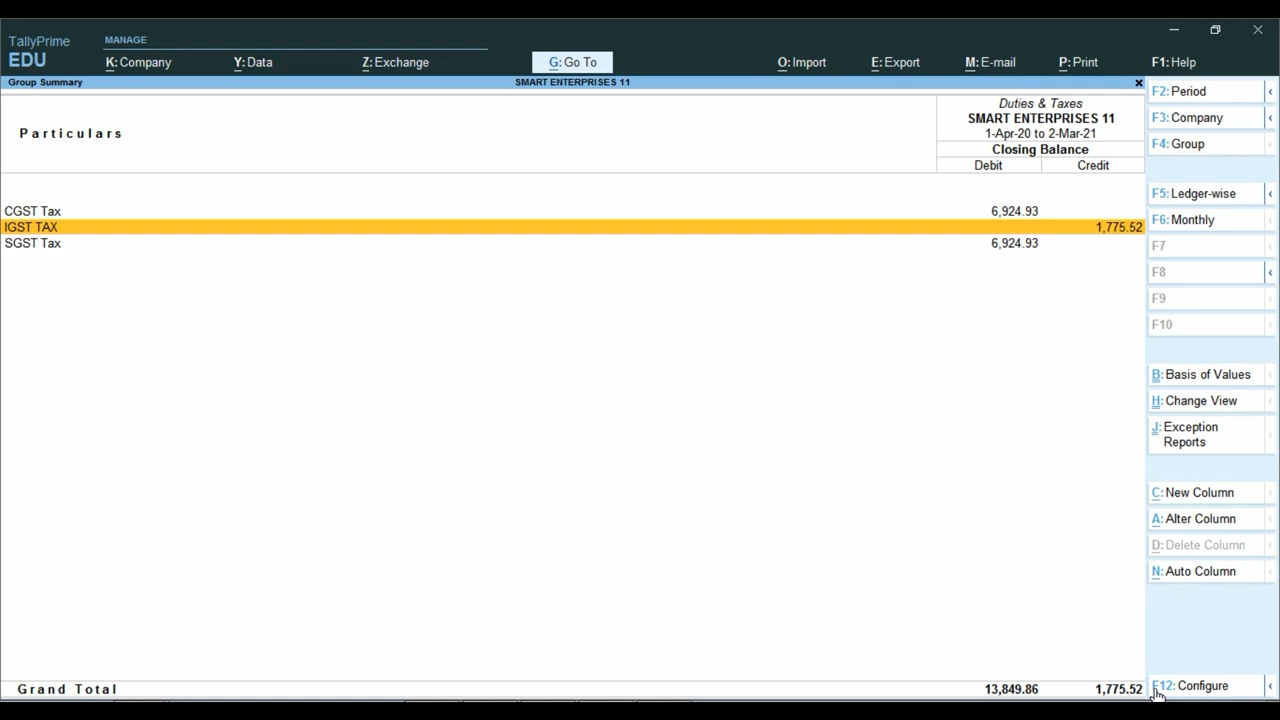 TallyPrime
EDU
MANAGE
K: Company
Y: Data
Z: Exchange
G: Go To
O: Import
E: Export
M: E-mail
P: Print
F1: Help
Group Summary
SMART ENTERPRISES 11
Particulars
Duties & Taxes
SMART ENTERPRISES 11
1-Apr-20 to 2-Mar-21
Closing Balance
Debit Credit
CGST Tax 6,924.93
IGST TAX 1,775.52
SGST Tax 6,924.93
Grand Total 13,849.86 1,775.52
F2: Period
F3: Company
F4: Group
F5: Ledger-wise
F6: Monthly
F7
F8
F9
F10
B: Basis of Values
H: Change View
J: Exception
Reports
C: New Column
A: Alter Column
D: Delete Column
N: Auto Column
F12: Configure